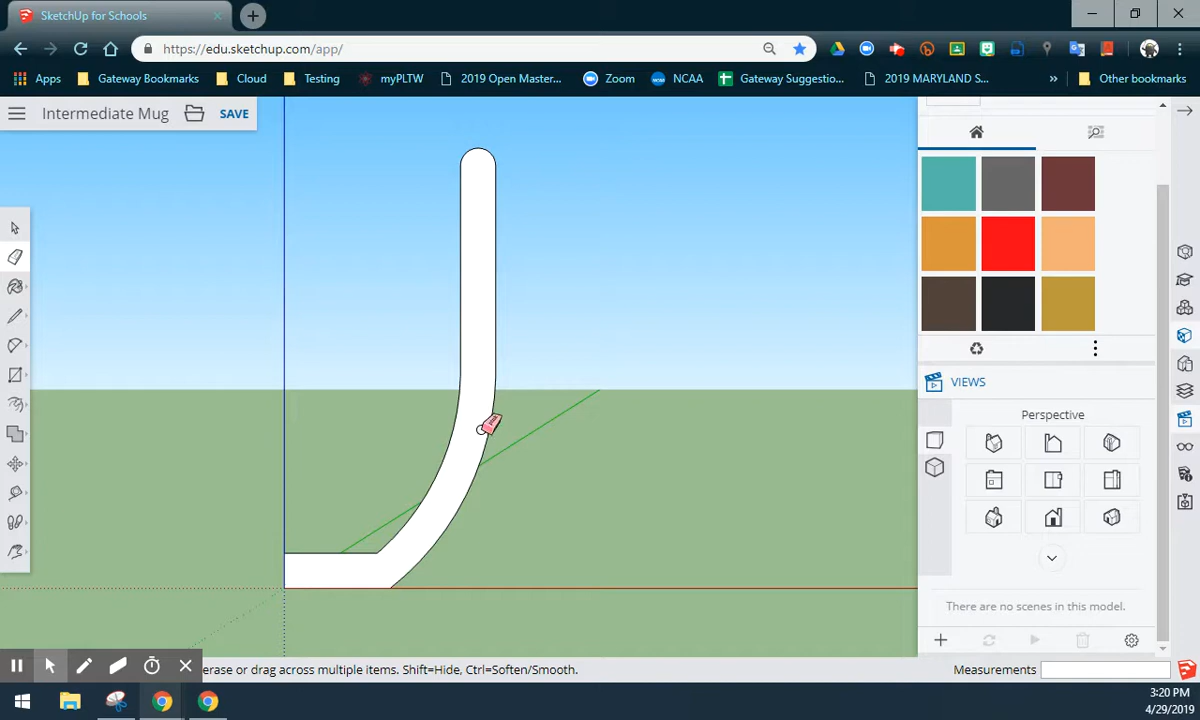 SketchUp for Schools
https://edu.sketchup.com/app/
Apps Gateway Bookmarks Cloud Testing myPLTW 2019 Open Master... Zoom NCAA Gateway Suggestio... 2019 MARYLAND S... » Other bookmarks
Intermediate Mug SAVE
VIEWS
Perspective
There are no scenes in this model.
erase or drag across multiple items. Shift=Hide, Ctrl=Soften/Smooth.
Measurements
3:20 PM
4/29/2019